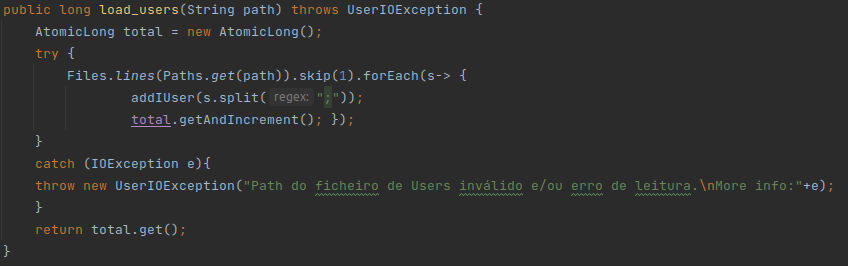 public long load_users(String path) throws UserIOException {
    AtomicLong total = new AtomicLong();
    try {
        Files.lines(Paths.get(path)).skip(1).forEach(s-> {
                addIUser(s.split( regex: ";"));
                total.getAndIncrement(); });
    }
    catch (IOException e){
    throw new UserIOException("Path do ficheiro de Users inválido e/ou erro de leitura.\nMore info:"+e);
    }
    return total.get();
}